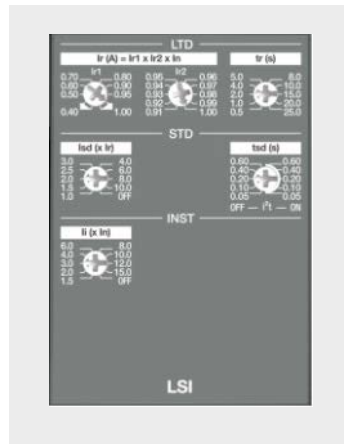 LTD
Ir (A) = Ir1 x Ir2 x In tr (s)
Ir1 Ir2
0.70 0.80 0.95 0.96 5.0 8.0
0.60 0.90 0.94 0.97 4.0 10.0
0.50 0.95 0.93 0.98 2.0 15.0
0.92 0.99 1.0 20.0
0.40 1.00 0.91 1.00 0.5 25.0
STD
Isd (x Ir) tsd (s)
3.0 4.0 0.60 0.60
2.5 6.0 0.40 0.40
2.0 8.0 0.20 0.20
1.5 10.0 0.10 0.10
1.0 OFF 0.05 0.05
OFF — I²t — ON
INST
Ii (x In)
6.0 8.0
4.0 10.0
3.0 12.0
2.0 15.0
1.5 OFF
LSI